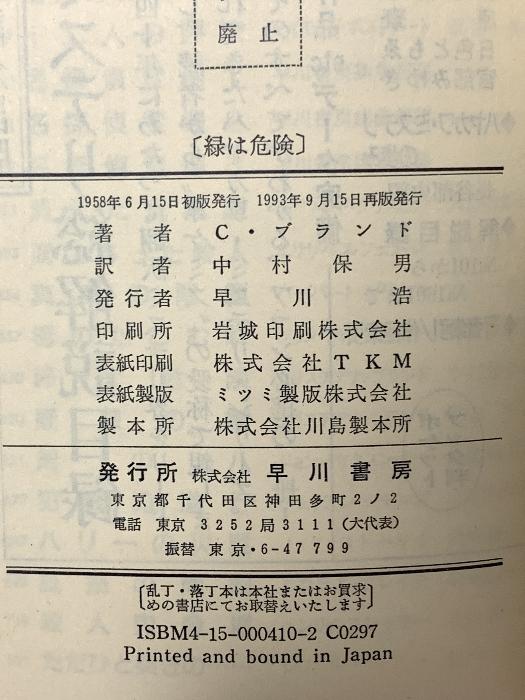 廃止
〔緑は危険〕
1958年6月15日初版発行 1993年9月15日再版発行
著者 C・ブランド
訳者 中村保男
発行者 早川浩
印刷所 岩城印刷株式会社
表紙印刷 株式会社TKM
表紙製版 ミツミ製版株式会社
製本所 株式会社川島製本所
発行所 株式会社 早川書房
東京都千代田区神田多町2ノ2
電話 東京 3252局3111(大代表)
振替 東京・6-47799
〔乱丁・落丁本は本社またはお買求
めの書店にてお取替えいたします〕
ISBM4-15-000410-2 C0297
Printed and bound in Japan